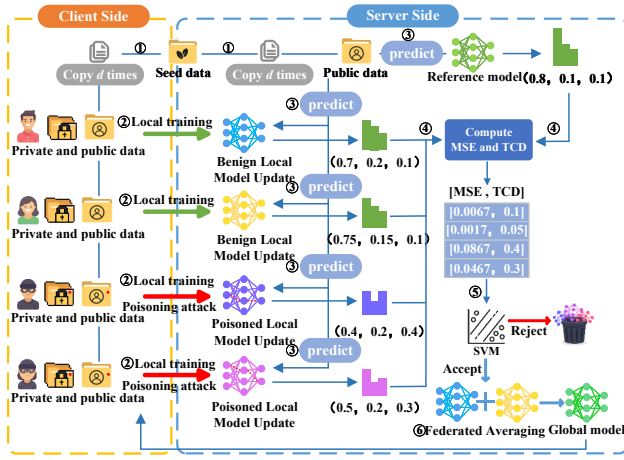 Client Side
Server Side
①
①
③
Copy d times
Seed data
Copy d times
Public data
predict
Reference model
(0.8, 0.1, 0.1)
②Local training
Private and public data
③
predict
Benign Local
Model Update
(0.7, 0.2, 0.1)
④
Compute
MSE and TCD
④
②Local training
Private and public data
③
predict
Benign Local
Model Update
(0.75, 0.15, 0.1)
[MSE , TCD]
[0.0067, 0.1]
[0.0017, 0.05]
[0.0867, 0.4]
[0.0467, 0.3]
②Local training
Poisoning attack
Private and public data
③
predict
Poisoned Local
Model Update
(0.4, 0.2, 0.4)
⑤
SVM
Reject
②Local training
Poisoning attack
Private and public data
③
predict
Poisoned Local
Model Update
(0.5, 0.2, 0.3)
Accept
⑥Federated Averaging
Global model